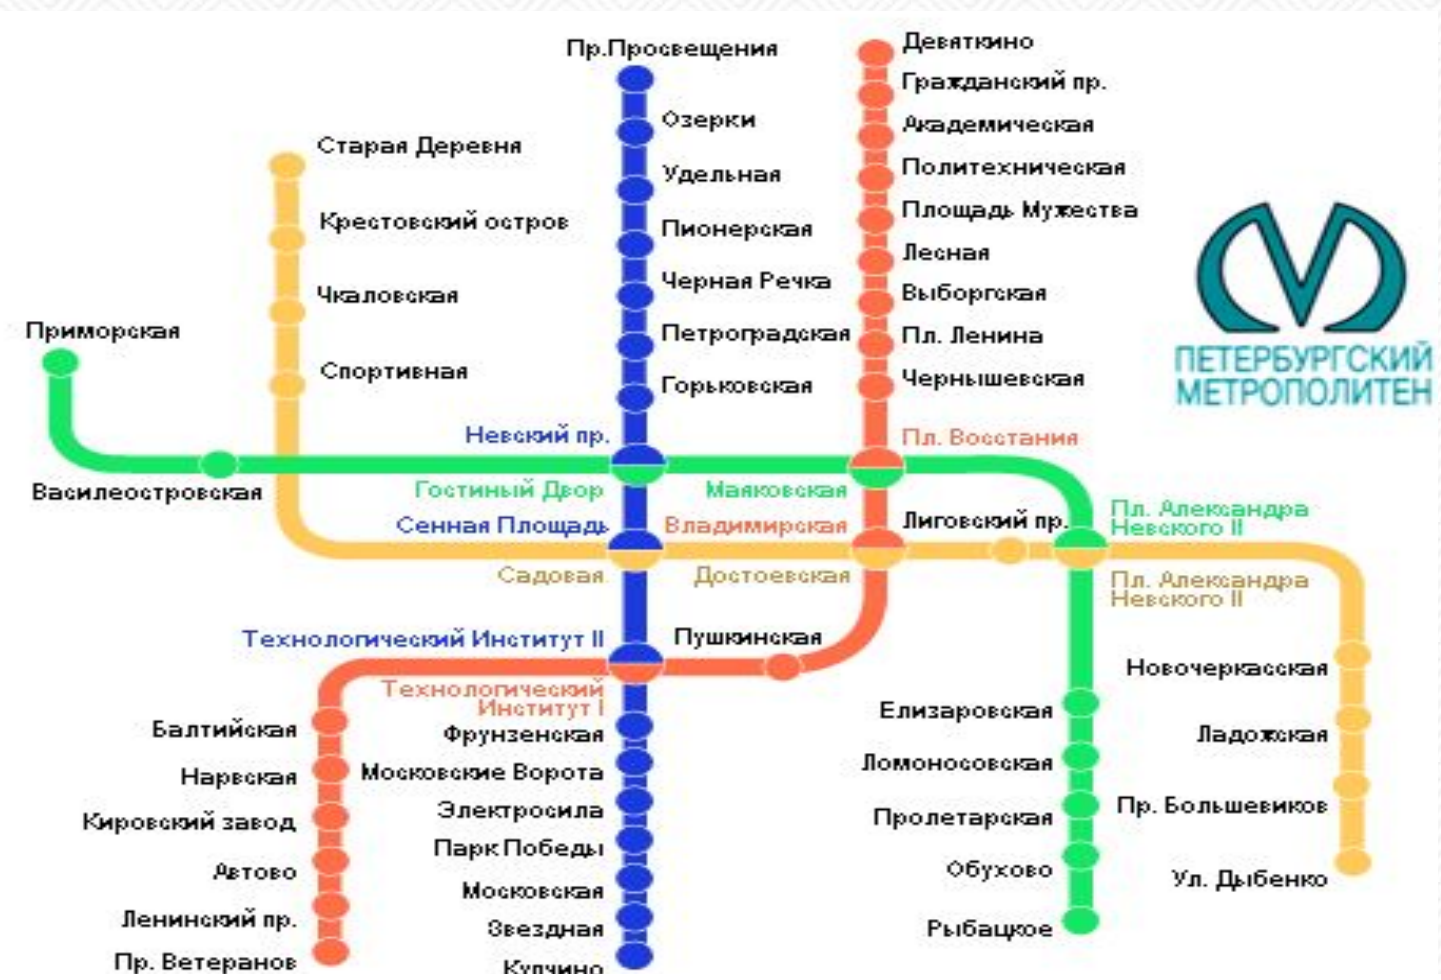 Пр.Просвещения
Озерки
Удельная
Пионерская
Черная Речка
Петроградская
Горьковская
Невский пр.
Сенная Площадь
Технологический Институт II
Фрунзенская
Московские Ворота
Электросила
Парк Победы
Московская
Звездная
Купчино
Девяткино
Гражданский пр.
Академическая
Политехническая
Площадь Мужества
Лесная
Выборгская
Пл. Ленина
Чернышевская
Пл. Восстания
Владимирская
Пушкинская
Технологический
Институт I
Балтийская
Нарвская
Кировский завод
Автово
Ленинский пр.
Пр. Ветеранов
Приморская
Василеостровская
Гостиный Двор
Маяковская
Пл. Александра
Невского II
Елизаровская
Ломоносовская
Пролетарская
Обухово
Рыбацкое
Старая Деревня
Крестовский остров
Чкаловская
Спортивная
Садовая
Достоевская
Лиговский пр.
Пл. Александра
Невского II
Новочеркасская
Ладожская
Пр. Большевиков
Ул. Дыбенко
ПЕТЕРБУРГСКИЙ
МЕТРОПОЛИТЕН